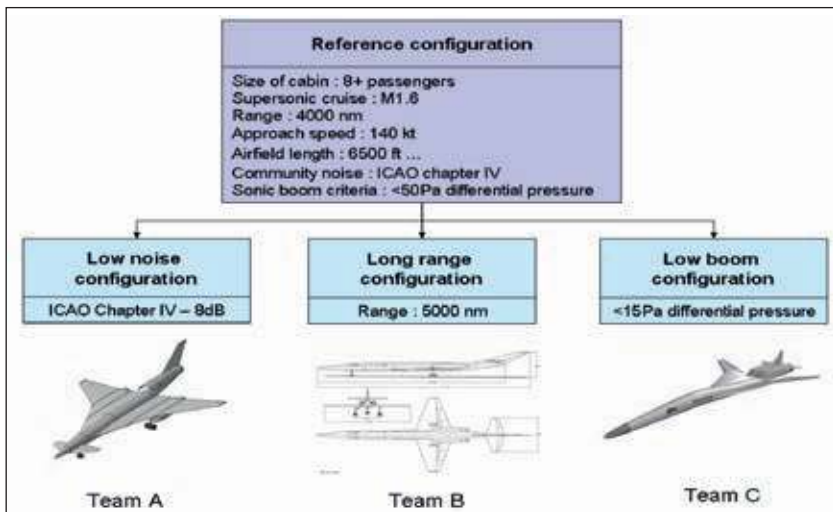 Reference configuration
Size of cabin : 8+ passengers
Supersonic cruise : M1.6
Range : 4000 nm
Approach speed : 140 kt
Airfield length : 6500 ft ...
Community noise : ICAO chapter IV
Sonic boom criteria : <50Pa differential pressure
Low noise
configuration
ICAO Chapter IV – 8dB
Long range
configuration
Range : 5000 nm
Low boom
configuration
<15Pa differential pressure
Team A
Team B
Team C